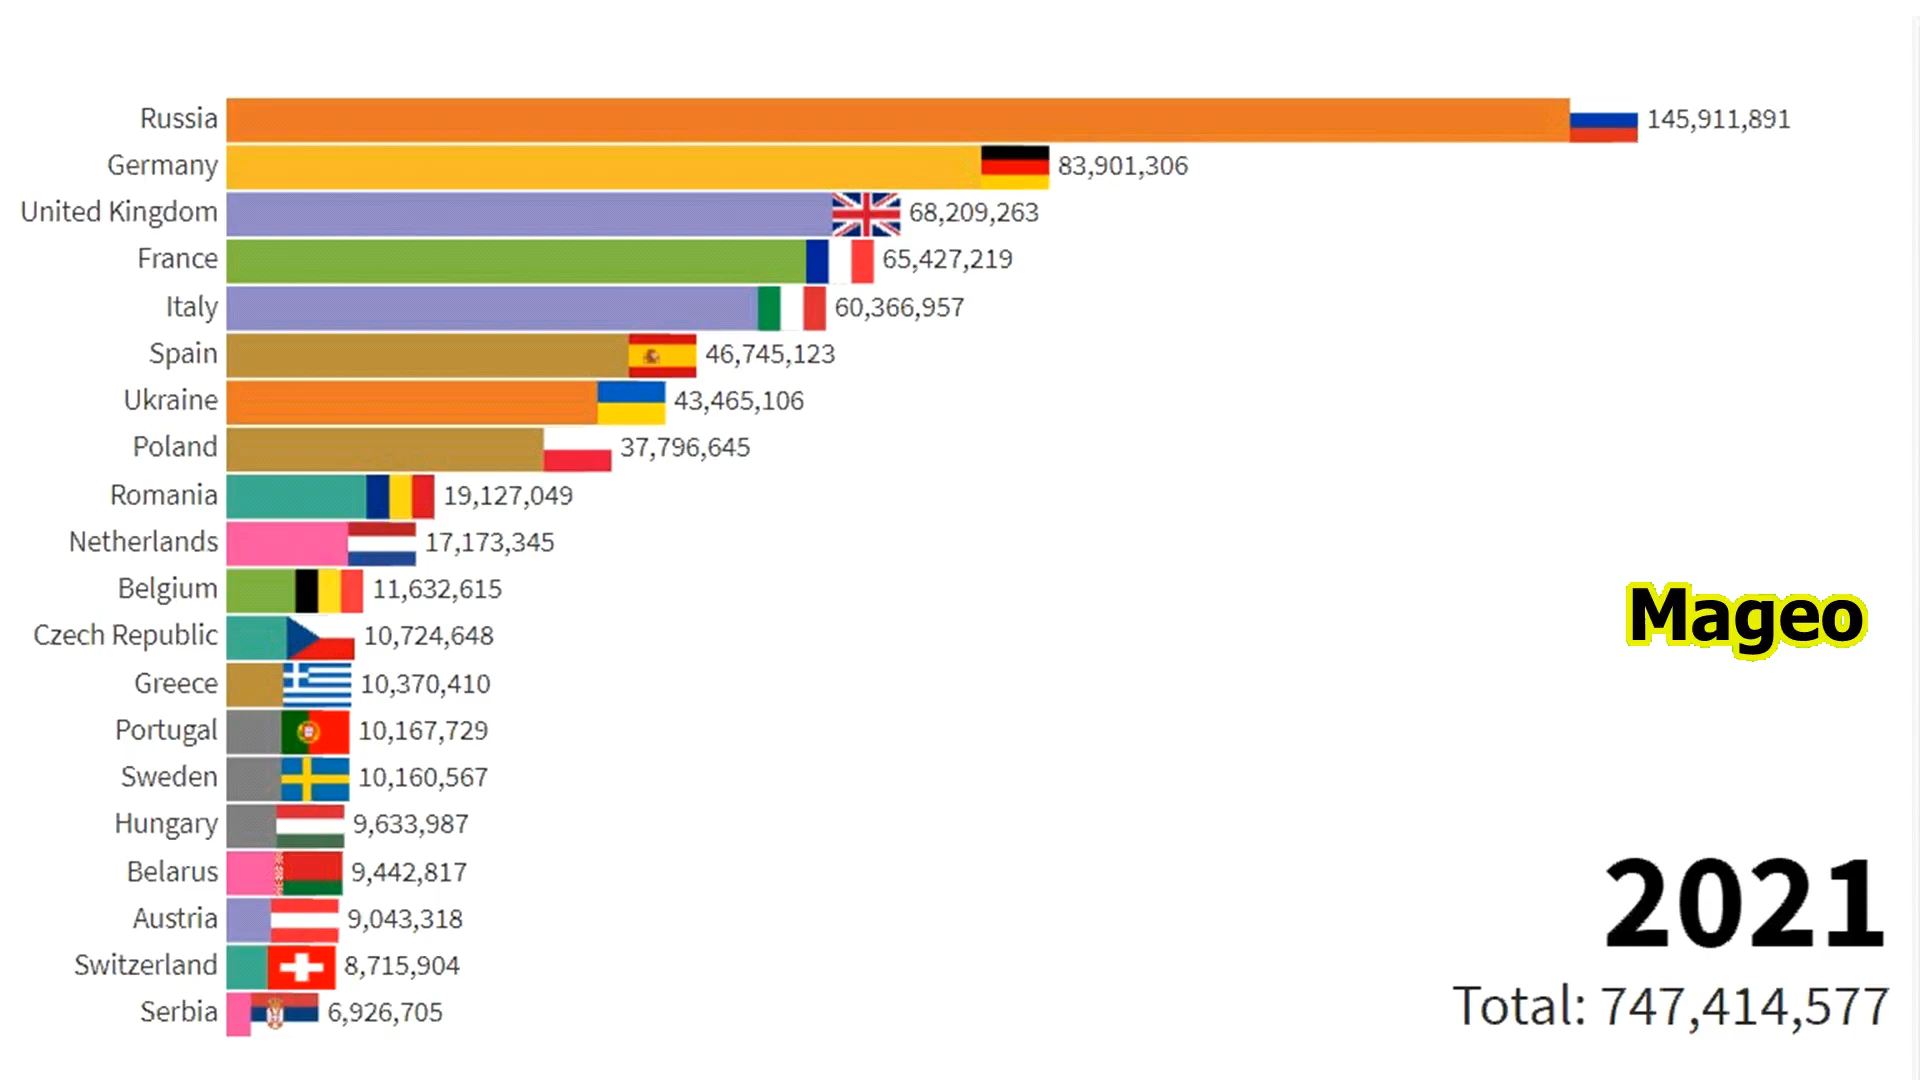 Russia 145,911,891
Germany 83,901,306
United Kingdom 68,209,263
France 65,427,219
Italy 60,366,957
Spain 46,745,123
Ukraine 43,465,106
Poland 37,796,645
Romania 19,127,049
Netherlands 17,173,345
Belgium 11,632,615
Czech Republic 10,724,648
Greece 10,370,410
Portugal 10,167,729
Sweden 10,160,567
Hungary 9,633,987
Belarus 9,442,817
Austria 9,043,318
Switzerland 8,715,904
Serbia 6,926,705
Mageo
2021
Total: 747,414,577